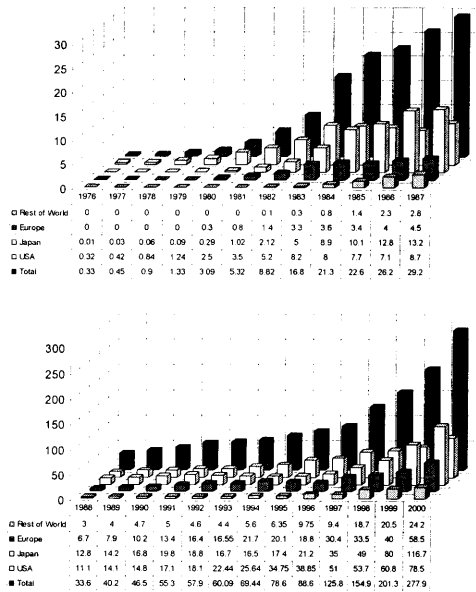 30
25
20
15
10
5
0
1976 1977 1978 1979 1980 1981 1982 1983 1984 1985 1986 1987
Rest of World 0 0 0 0 0 0 0.1 0.3 0.8 1.4 2.3 2.8
Europe 0 0 0 0 0.3 0.8 1.4 3.3 3.6 3.4 4 4.5
Japan 0.01 0.03 0.06 0.09 0.29 1.02 2.12 5 8.9 10.1 12.8 13.2
USA 0.32 0.42 0.84 1.24 2.5 3.5 5.2 8.2 8 7.7 7.1 8.7
Total 0.33 0.45 0.9 1.33 3.09 5.32 8.82 16.8 21.3 22.6 26.2 29.2
300
250
200
150
100
50
0
1988 1989 1990 1991 1992 1993 1994 1995 1996 1997 1998 1999 2000
Rest of World 3 4 4.7 5 4.6 4.4 5.6 6.35 9.75 9.4 18.7 20.5 24.2
Europe 6.7 7.9 10.2 13.4 16.4 16.55 21.7 20.1 18.8 30.4 33.5 40 58.5
Japan 12.8 14.2 16.8 19.8 18.8 16.7 16.5 17.4 21.2 35 49 80 116.7
USA 11.1 14.1 14.8 17.1 18.1 22.44 25.64 34.75 38.85 51 53.7 60.8 78.5
Total 33.6 40.2 46.5 55.3 57.9 60.09 69.44 78.6 88.6 125.8 154.9 201.3 277.9